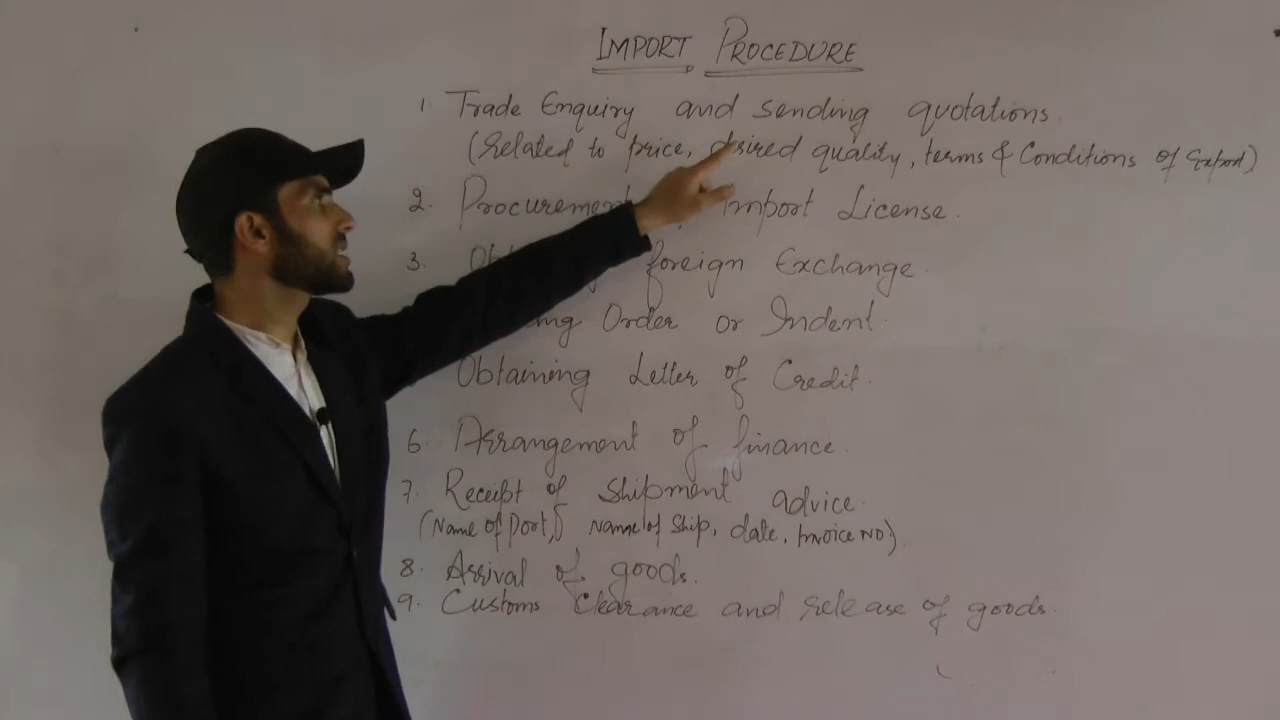 IMPORT PROCEDURE
1. Trade Enquiry and sending quotations.
(Related to price, desired quality, terms & Conditions of Export)
2. Procurement Import License.
3. foreign Exchange.
Order or Indent.
Obtaining Letter of Credit.
6. Arrangement of finance.
7. Receipt of Shipment advice.
(Name of Port,) Name of Ship, date, Invoice NO)
8. Arrival of goods.
9. Customs Clearance and release of goods.